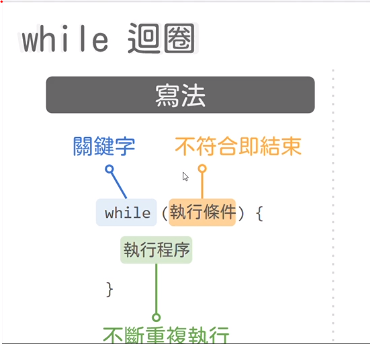 while 迴圈
寫法
關鍵字 不符合即結束
while (執行條件) {
執行程序
}
不斷重複執行